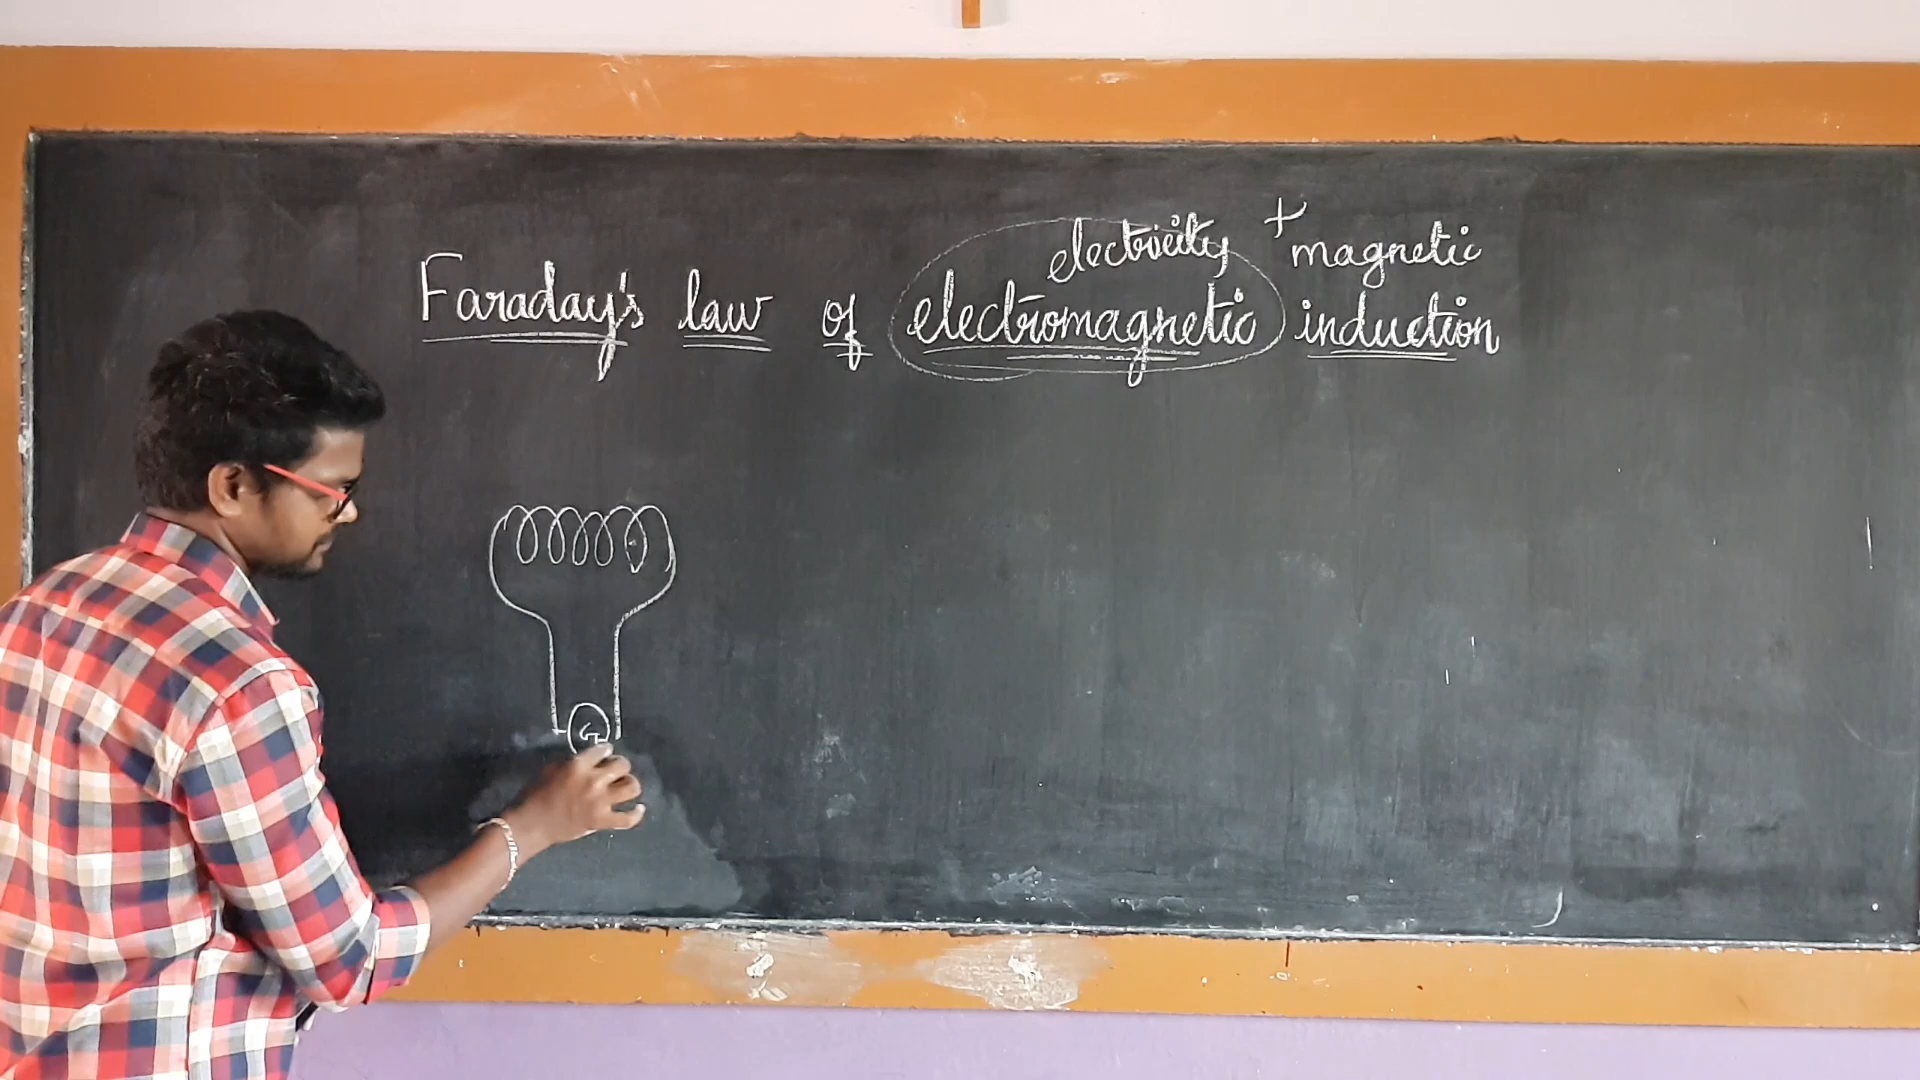 electricity + magnetic
Faraday's law of electromagnetic induction
G